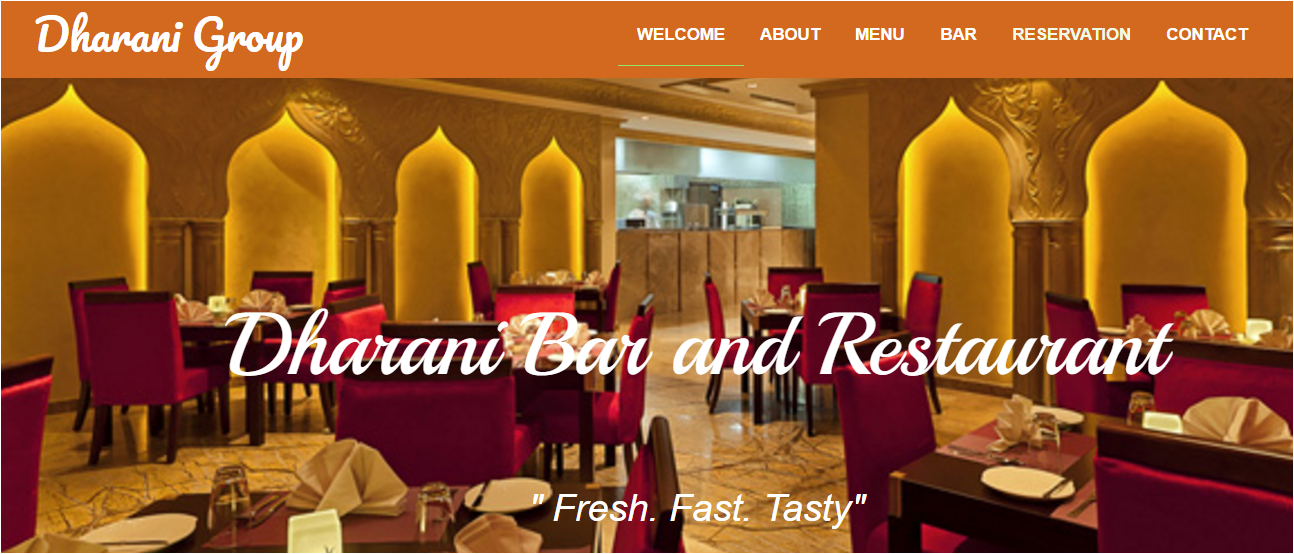 Dharani Group
WELCOME ABOUT MENU BAR RESERVATION CONTACT
Dharani Bar and Restaurant
" Fresh. Fast. Tasty"